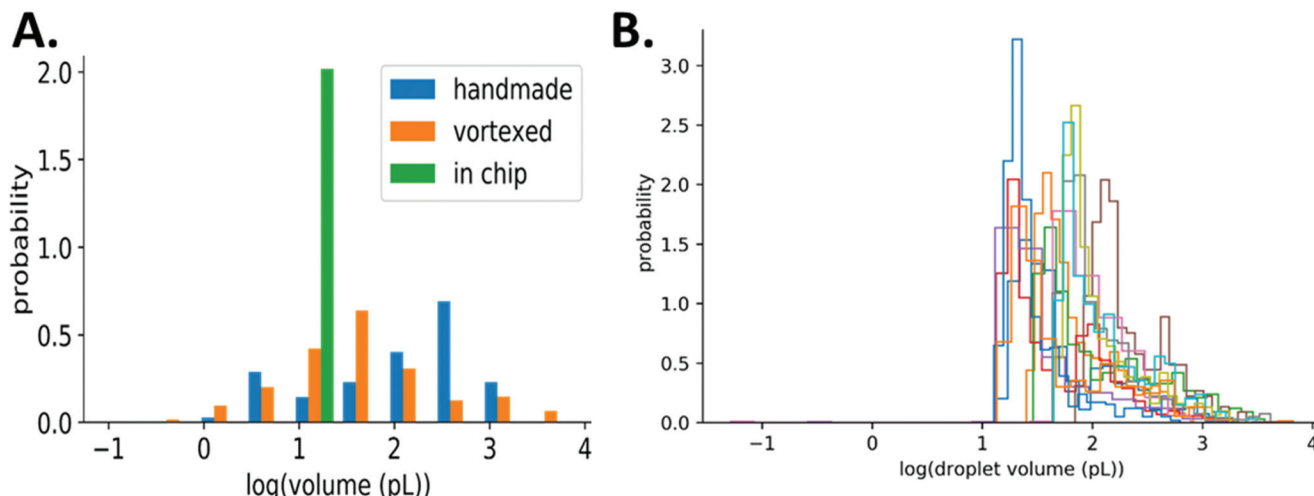 A.
2.0
1.5
1.0
0.5
0.0
probability
−1 0 1 2 3 4
log(volume (pL))
handmade
vortexed
in chip
B.
3.0
2.5
2.0
1.5
1.0
0.5
0.0
probability
−1 0 1 2 3 4
log(droplet volume (pL))